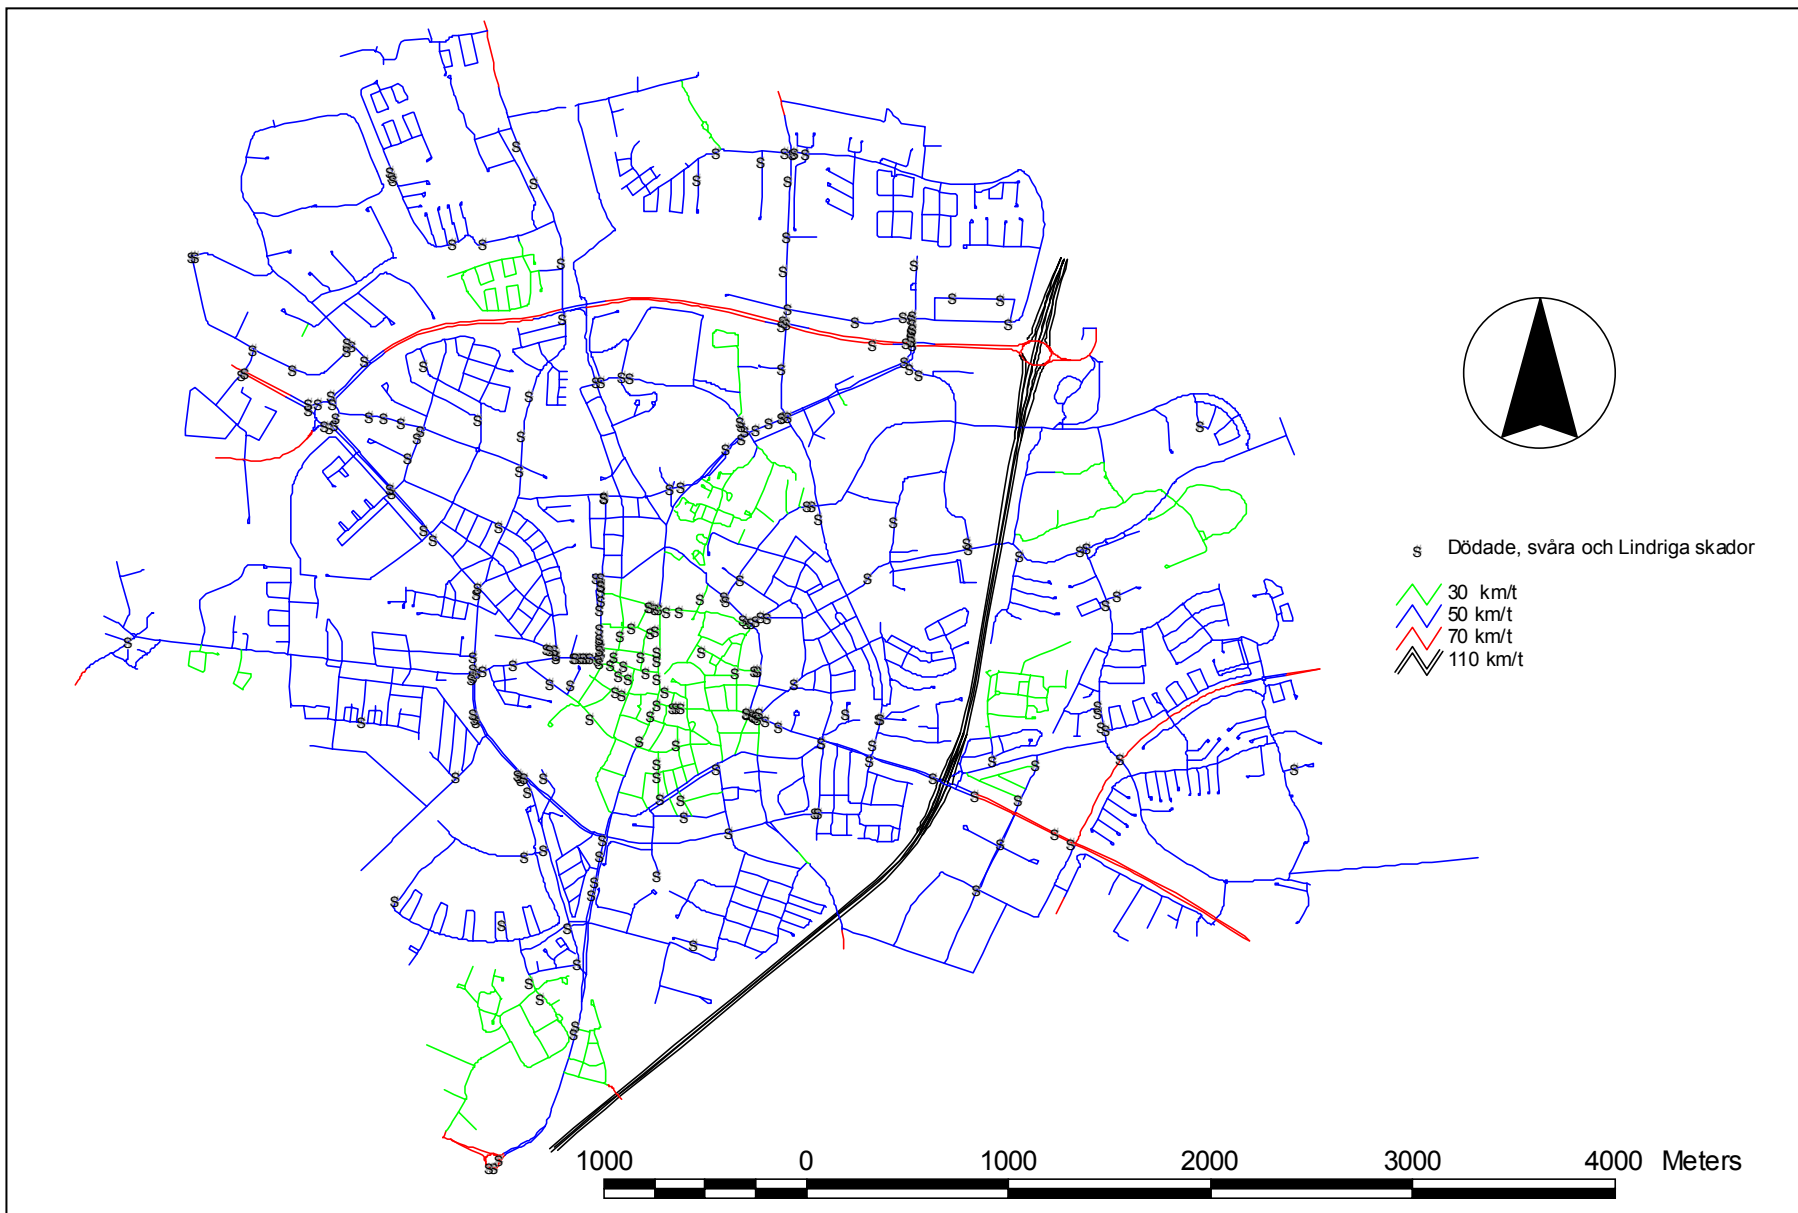 s Dödade, svåra och Lindriga skador
30 km/t
50 km/t
70 km/t
110 km/t
1000 0 1000 2000 3000 4000 Meters